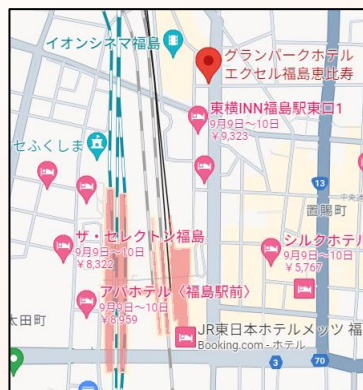 イオンシネマ福島
グランパークホテル
エクセル福島恵比寿
東横INN福島駅東口1
9月9日～10日
￥9,323
セふくしま
13
置賜町
ザ・セレクトン福島
9月9日～10日
￥8,322
シルクホテル
9月9日～10日
￥5,767
アパホテル〈福島駅前〉
9月9日～10日
￥8,959
太田町
JR東日本ホテルメッツ 福
Booking.com - ホテル
3
70